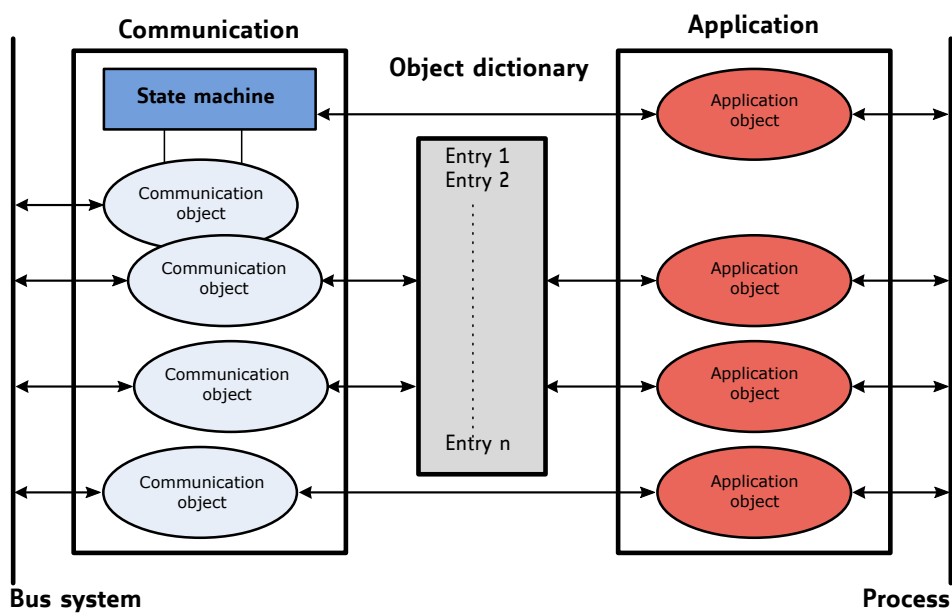 Communication
Application
Object dictionary
State machine
Application
object
Entry 1
Entry 2
Communication
object
Communication
object
Application
object
Communication
object
Application
object
Entry n
Communication
object
Application
object
Bus system
Process